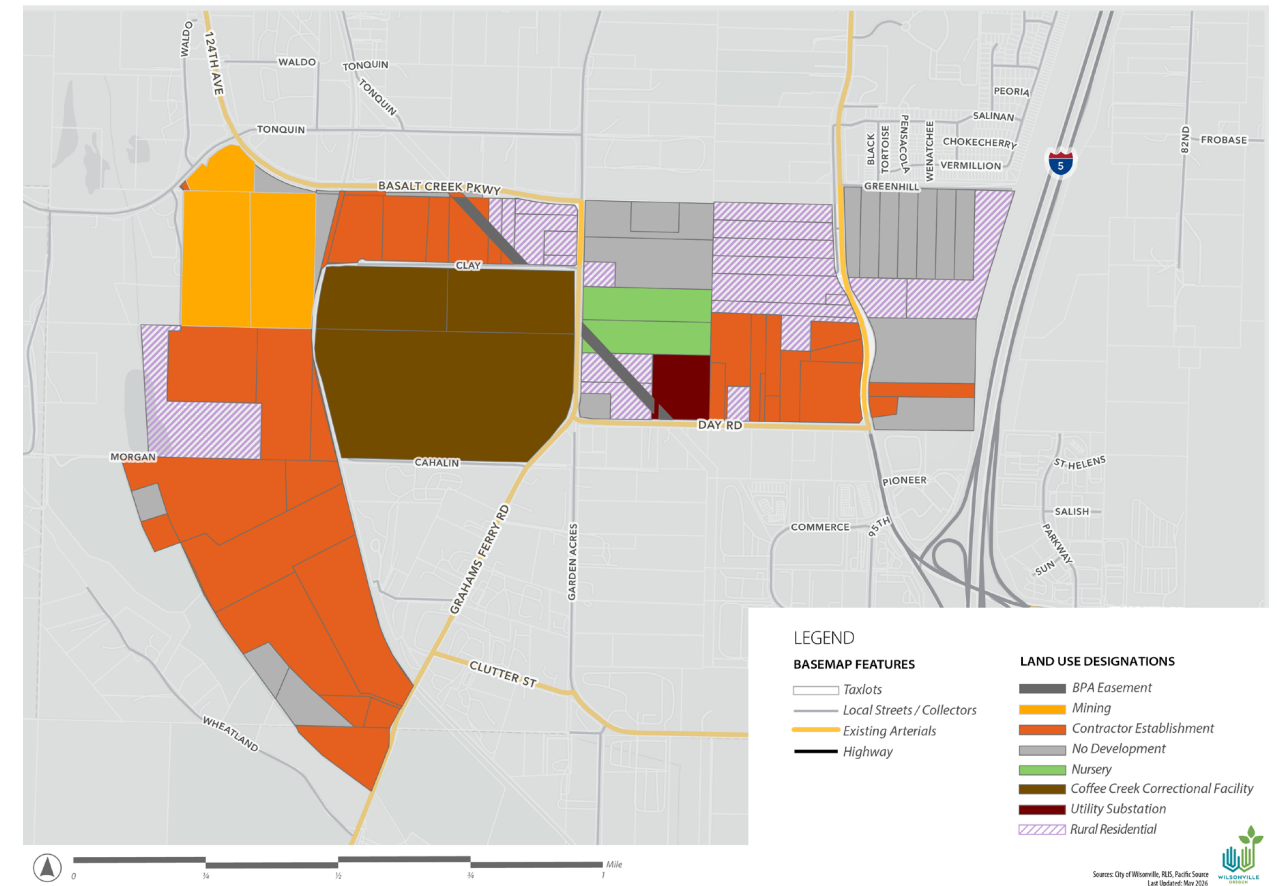 WALDO
124TH AVE
WALDO
TONQUIN
TONQUIN
TONQUIN
PEORIA
SALINAN
BLACK
TORTOISE
PENSACOLA
WENATCHEE
CHOKECHERRY
VERMILLION
82ND
FROBASE
5
GREENHILL
BASALT CREEK PKWY
CLAY
DAY RD
MORGAN
CAHALIN
PIONEER
ST HELENS
COMMERCE
95TH
SALISH
PARKWAY
SUN
GRAHAMS FERRY RD
GARDEN ACRES
CLUTTER ST
WHEATLAND
LEGEND
BASEMAP FEATURES
Taxlots
Local Streets / Collectors
Existing Arterials
Highway
LAND USE DESIGNATIONS
BPA Easement
Mining
Contractor Establishment
No Development
Nursery
Coffee Creek Correctional Facility
Utility Substation
Rural Residential
0 ¼ ½ ¾ 1
Mile
Sources: City of Wilsonville, RLIS, Pacific Source
Last Updated: May 2026
WILSONVILLE
OREGON